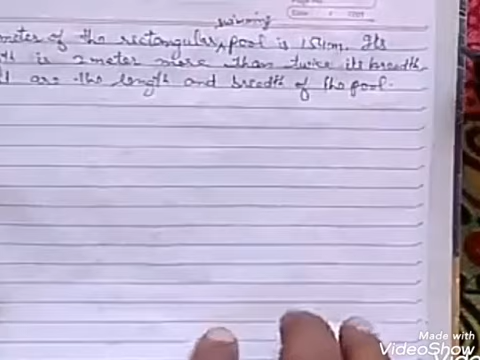 swimming
meter of the rectangular, pool is 154m. Its
is 2 meter more than twice its breadth
are the length and breadth of the pool.
Made with
VideoShow